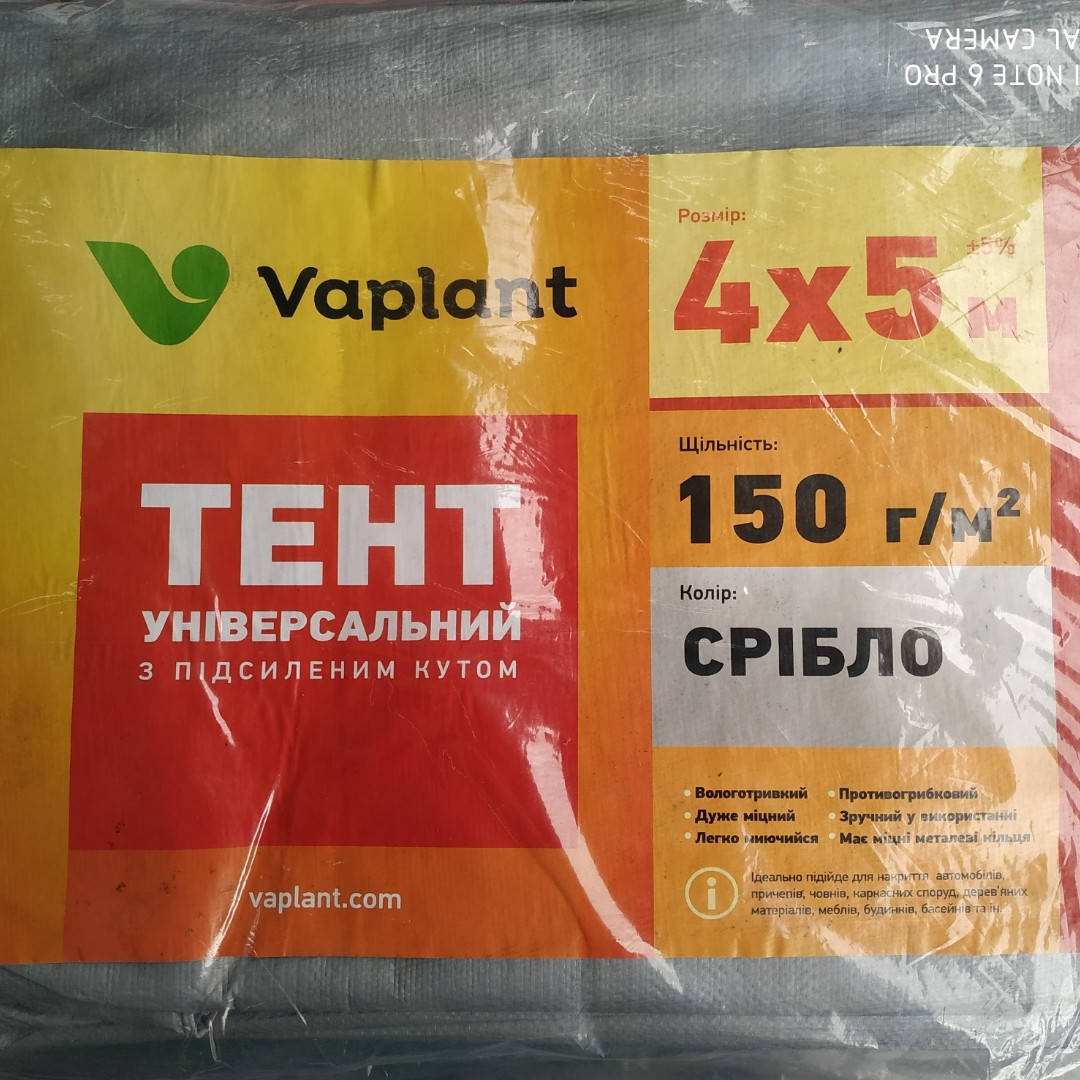 AL CAMERA
NOTE 6 PRO
Vaplant
ТЕНТ
УНІВЕРСАЛЬНИЙ
З ПІДСИЛЕНИМ КУТОМ
vaplant.com
Розмір:
4х5 м ±5%
Щільність:
150 г/м²
Колір:
СРІБЛО
Вологотривкий
Дуже міцний
Легко миючийся
Противогрибковий
Зручний у використанні
Має міцні металеві кільця
Ідеально підійде для накриття автомобілів,
причепів, човнів, каркасних споруд, дерев'яних
матеріалів, меблів, будинків, басейнів та ін.